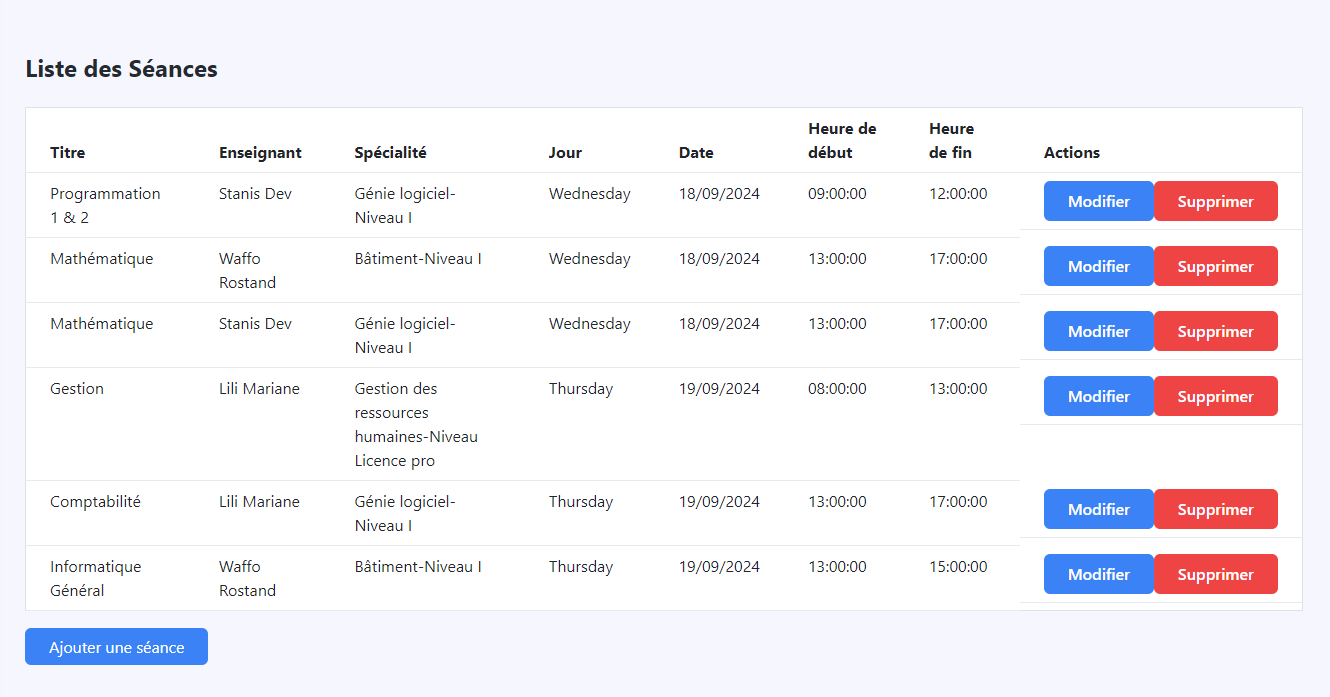 Liste des Séances
Titre Enseignant Spécialité Jour Date Heure de début Heure de fin Actions
Programmation 1 & 2 Stanis Dev Génie logiciel-Niveau I Wednesday 18/09/2024 09:00:00 12:00:00 Modifier Supprimer
Mathématique Waffo Rostand Bâtiment-Niveau I Wednesday 18/09/2024 13:00:00 17:00:00 Modifier Supprimer
Mathématique Stanis Dev Génie logiciel-Niveau I Wednesday 18/09/2024 13:00:00 17:00:00 Modifier Supprimer
Gestion Lili Mariane Gestion des ressources humaines-Niveau Licence pro Thursday 19/09/2024 08:00:00 13:00:00 Modifier Supprimer
Comptabilité Lili Mariane Génie logiciel-Niveau I Thursday 19/09/2024 13:00:00 17:00:00 Modifier Supprimer
Informatique Général Waffo Rostand Bâtiment-Niveau I Thursday 19/09/2024 13:00:00 15:00:00 Modifier Supprimer
Ajouter une séance